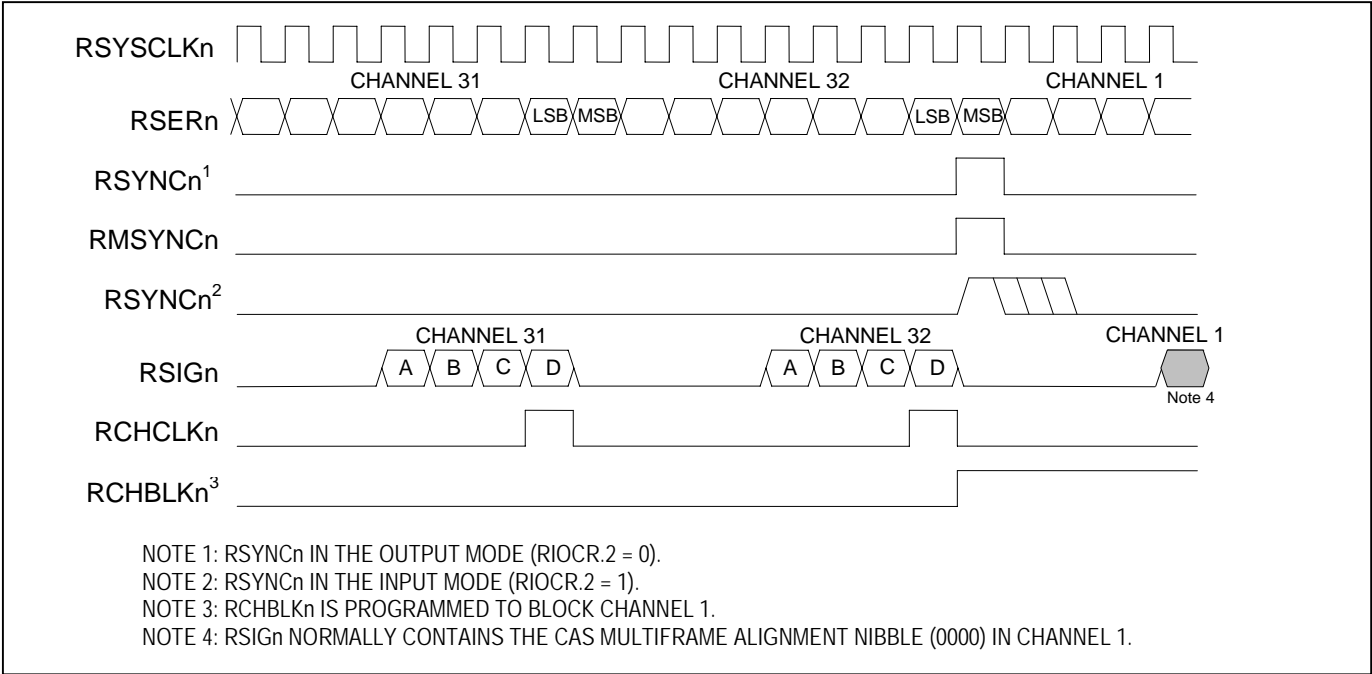 RSYSCLKn
CHANNEL 31 CHANNEL 32 CHANNEL 1
RSERn LSB MSB LSB MSB
RSYNCn¹
RMSYNCn
RSYNCn²
CHANNEL 31 CHANNEL 32 CHANNEL 1
RSIGn A B C D A B C D
Note 4
RCHCLKn
RCHBLKn³
NOTE 1: RSYNCn IN THE OUTPUT MODE (RIOCR.2 = 0).
NOTE 2: RSYNCn IN THE INPUT MODE (RIOCR.2 = 1).
NOTE 3: RCHBLKn IS PROGRAMMED TO BLOCK CHANNEL 1.
NOTE 4: RSIGn NORMALLY CONTAINS THE CAS MULTIFRAME ALIGNMENT NIBBLE (0000) IN CHANNEL 1.